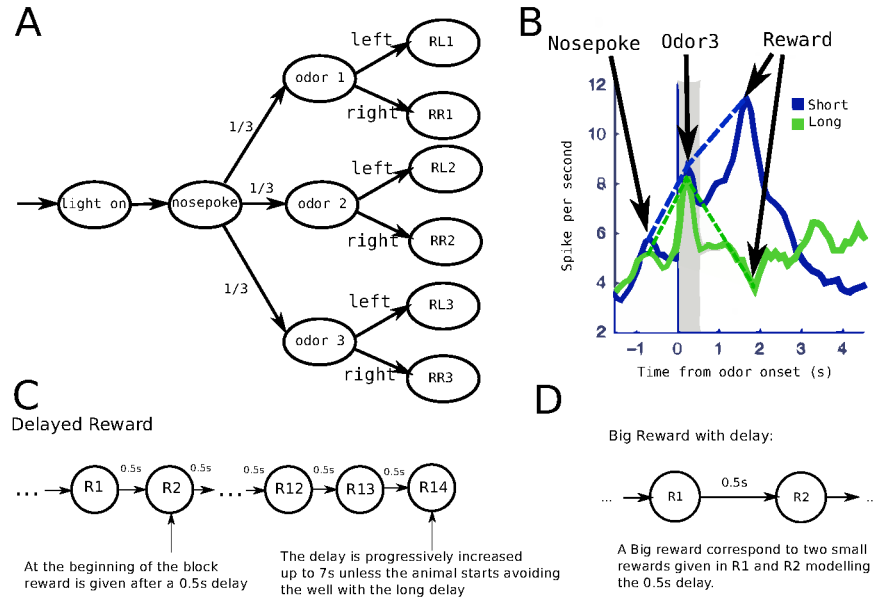 A
light on
nosepoke
1/3
1/3
1/3
odor 1
odor 2
odor 3
left
RL1
right
RR1
left
RL2
right
RR2
left
RL3
right
RR3
B
Nosepoke
Odor3
Reward
Short
Long
Spike per second
12
10
8
6
4
2
−1 0 1 2 3 4
Time from odor onset (s)
C
Delayed Reward
... R1 0.5s R2 0.5s ... 0.5s R12 0.5s R13 0.5s R14
At the beginning of the block
reward is given after a 0.5s delay
The delay is progressively increased
up to 7s unless the animal starts avoiding
the well with the long delay
D
Big Reward with delay:
... R1 0.5s R2 ..
A Big reward correspond to two small
rewards given in R1 and R2 modelling
the 0.5s delay.